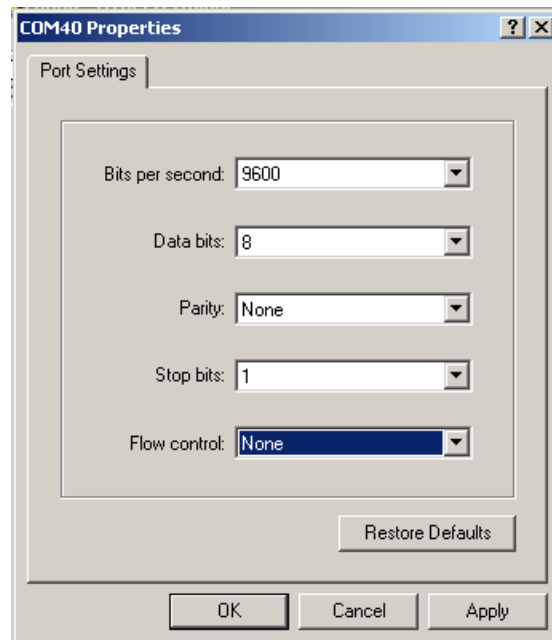 COM40 Properties
Port Settings
Bits per second: 9600
Data bits: 8
Parity: None
Stop bits: 1
Flow control: None
Restore Defaults
OK Cancel Apply